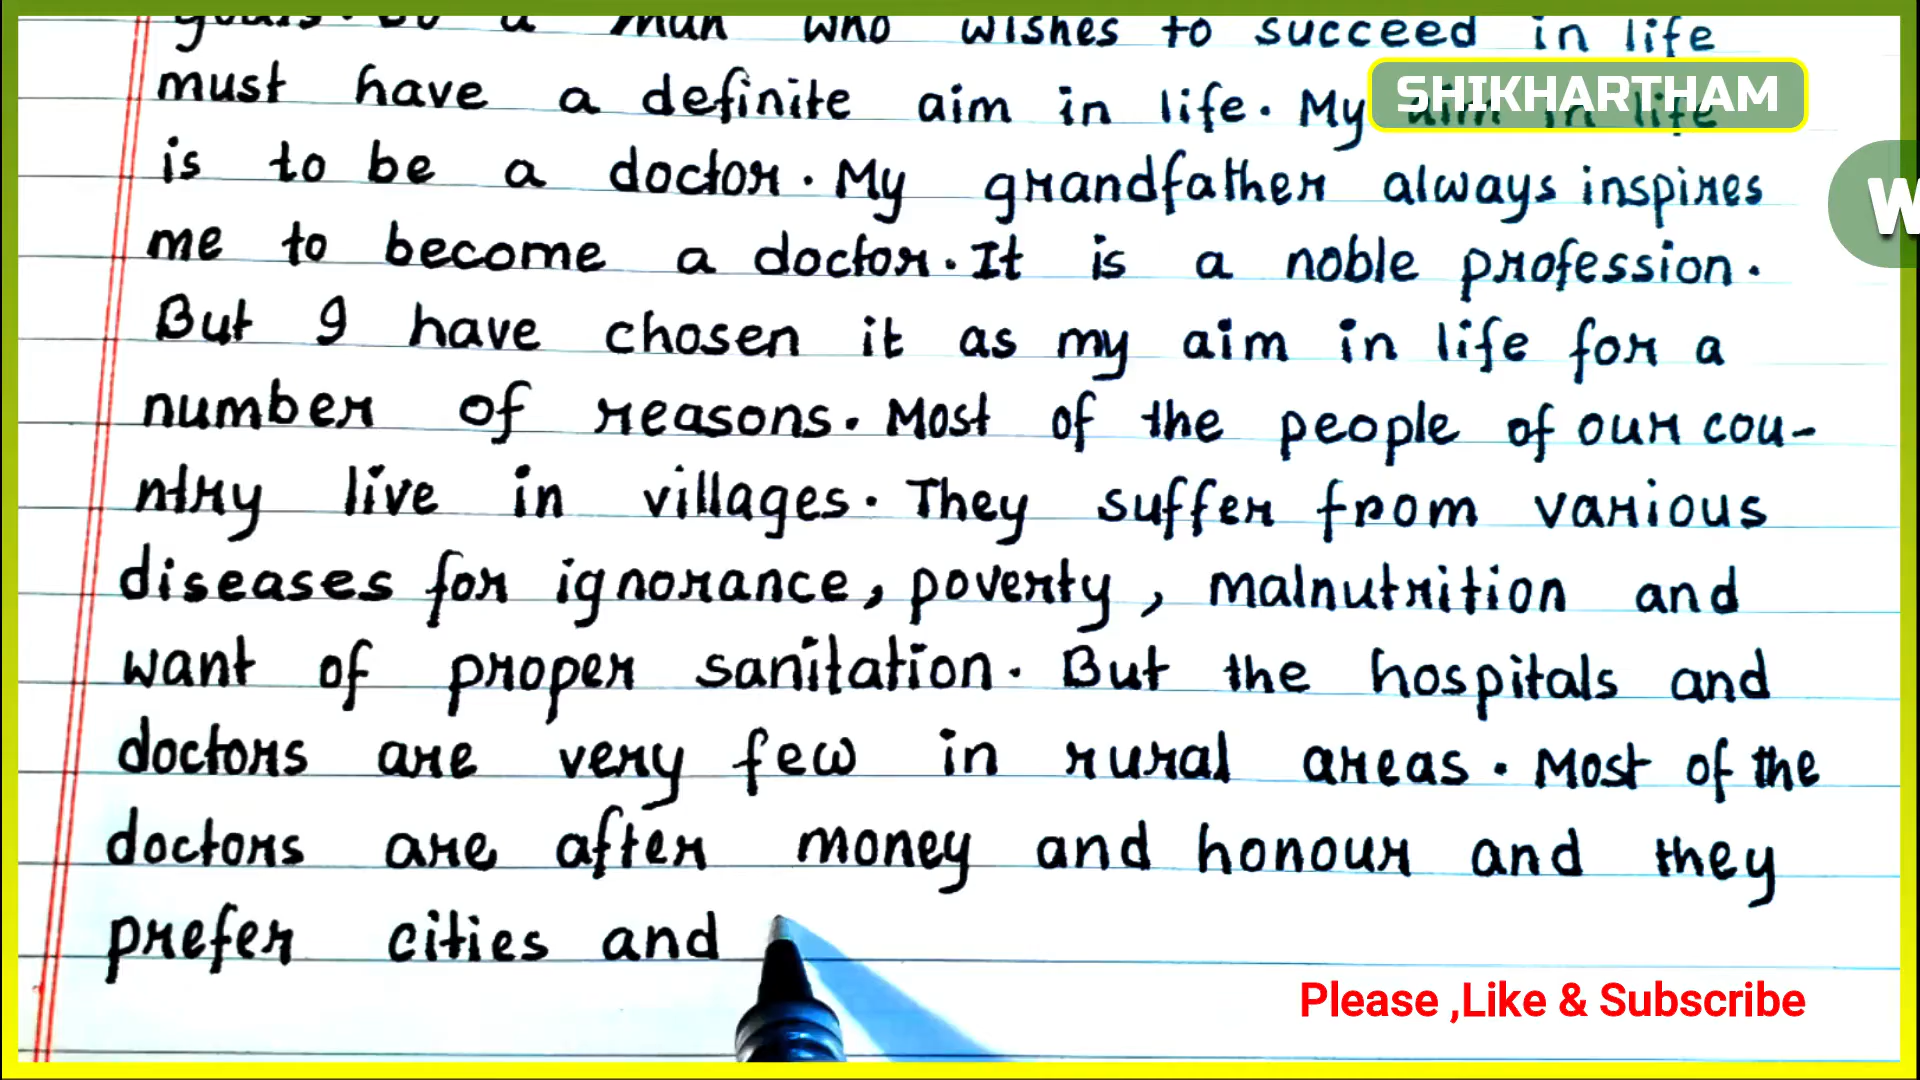 goals. So a man who wishes to succeed in life
must have a definite aim in life. My aim in life
SHIKHARTHAM
is to be a doctor. My grandfather always inspires
W
me to become a doctor. It is a noble profession.
But I have chosen it as my aim in life for a
number of reasons. Most of the people of our cou-
ntry live in villages. They suffer from various
diseases for ignorance, poverty, malnutrition and
want of proper sanitation. But the hospitals and
doctors are very few in rural areas. Most of the
doctors are after money and honour and they
prefer cities and
Please ,Like & Subscribe